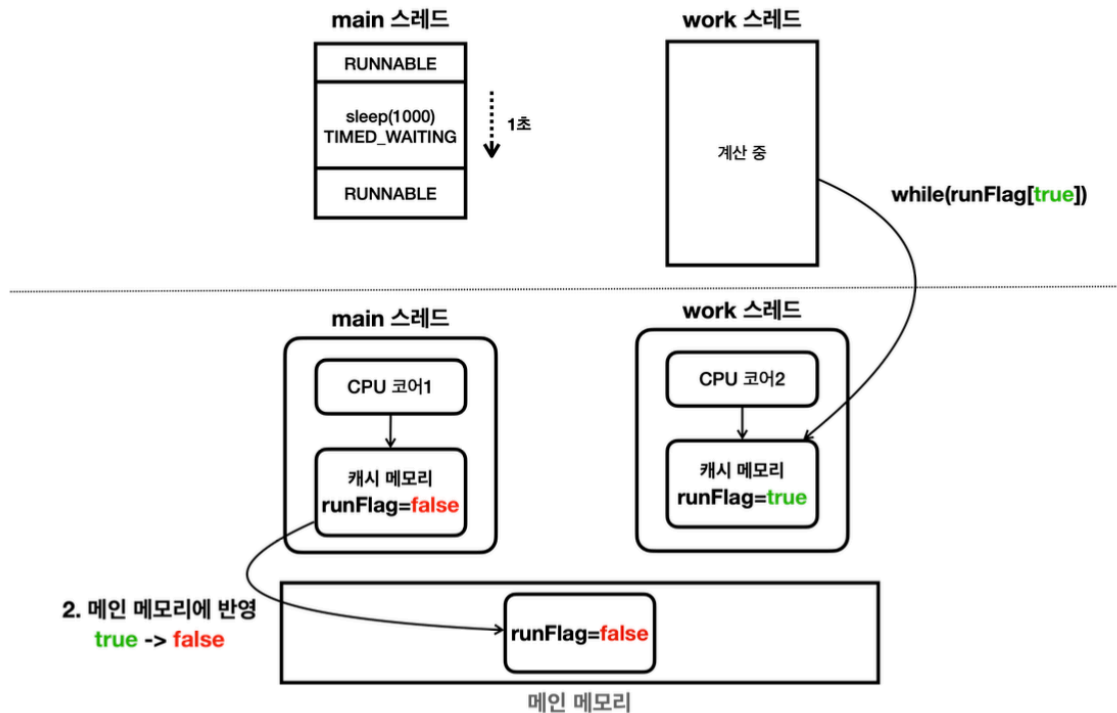 main 스레드
work 스레드
RUNNABLE
sleep(1000)
TIMED_WAITING
1초
RUNNABLE
계산 중
while(runFlag[true])
main 스레드
work 스레드
CPU 코어1
CPU 코어2
캐시 메모리
runFlag=false
캐시 메모리
runFlag=true
2. 메인 메모리에 반영
true -> false
runFlag=false
메인 메모리